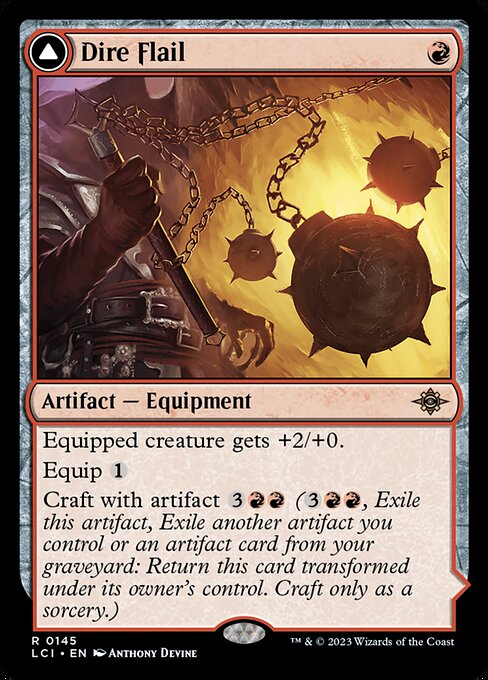 Dire Flail
Artifact — Equipment
Equipped creature gets +2/+0.
Equip 1
Craft with artifact 3 (3, Exile
this artifact, Exile another artifact you
control or an artifact card from your
graveyard: Return this card transformed
under its owner's control. Craft only as a
sorcery.)
R 0145
LCI • EN Anthony Devine
™ & © 2023 Wizards of the Coast